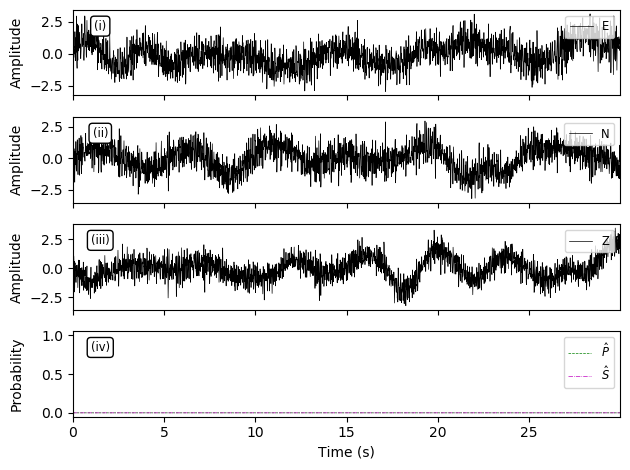 Amplitude
2.5
0.0
−2.5
(i)
E
Amplitude
2.5
0.0
−2.5
(ii)
N
Amplitude
2.5
0.0
−2.5
(iii)
Z
Probability
1.0
0.5
0.0
(iv)
P̂
Ŝ
0 5 10 15 20 25
Time (s)